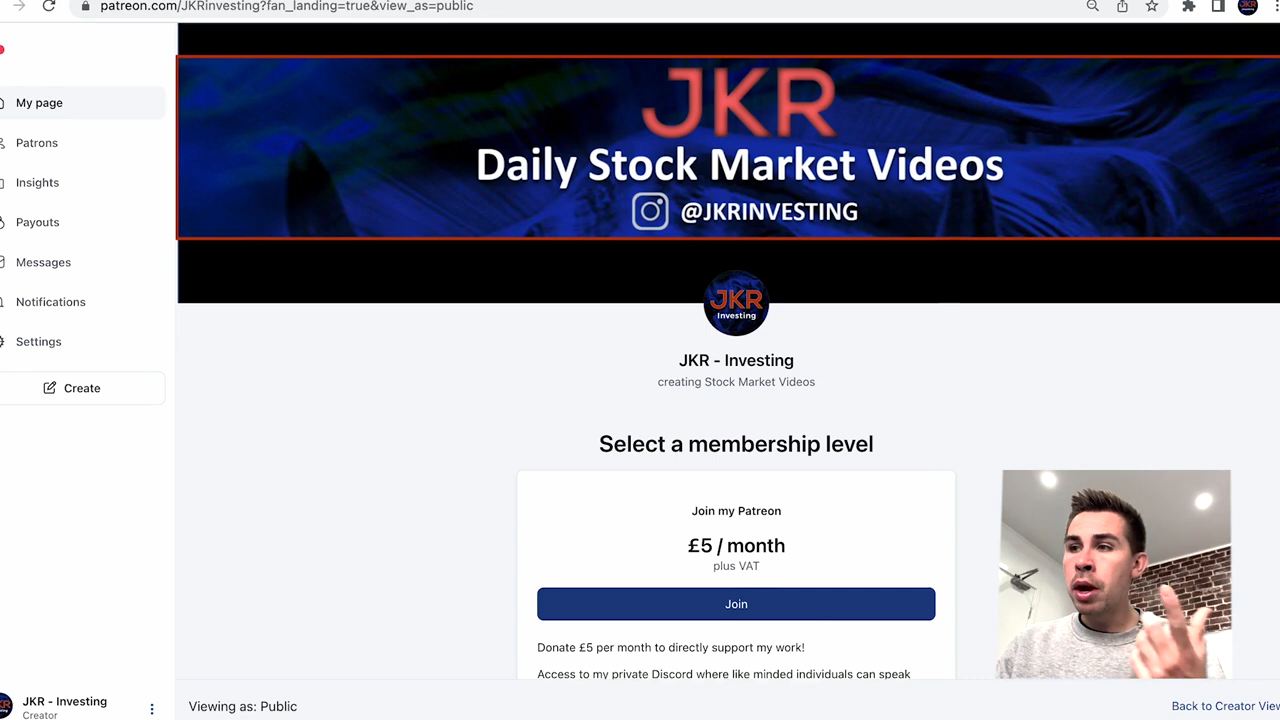 patreon.com/JKRinvesting?fan_landing=true&view_as=public
JKR
My page
Patrons
Insights
Payouts
Messages
Notifications
Settings
Create
JKR
Daily Stock Market Videos
@JKRINVESTING
JKR
Investing
JKR - Investing
creating Stock Market Videos
Select a membership level
Join my Patreon
£5 / month
plus VAT
Join
Donate £5 per month to directly support my work!
Access to my private Discord where like minded individuals can speak
JKR - Investing
Creator
Viewing as: Public
Back to Creator View